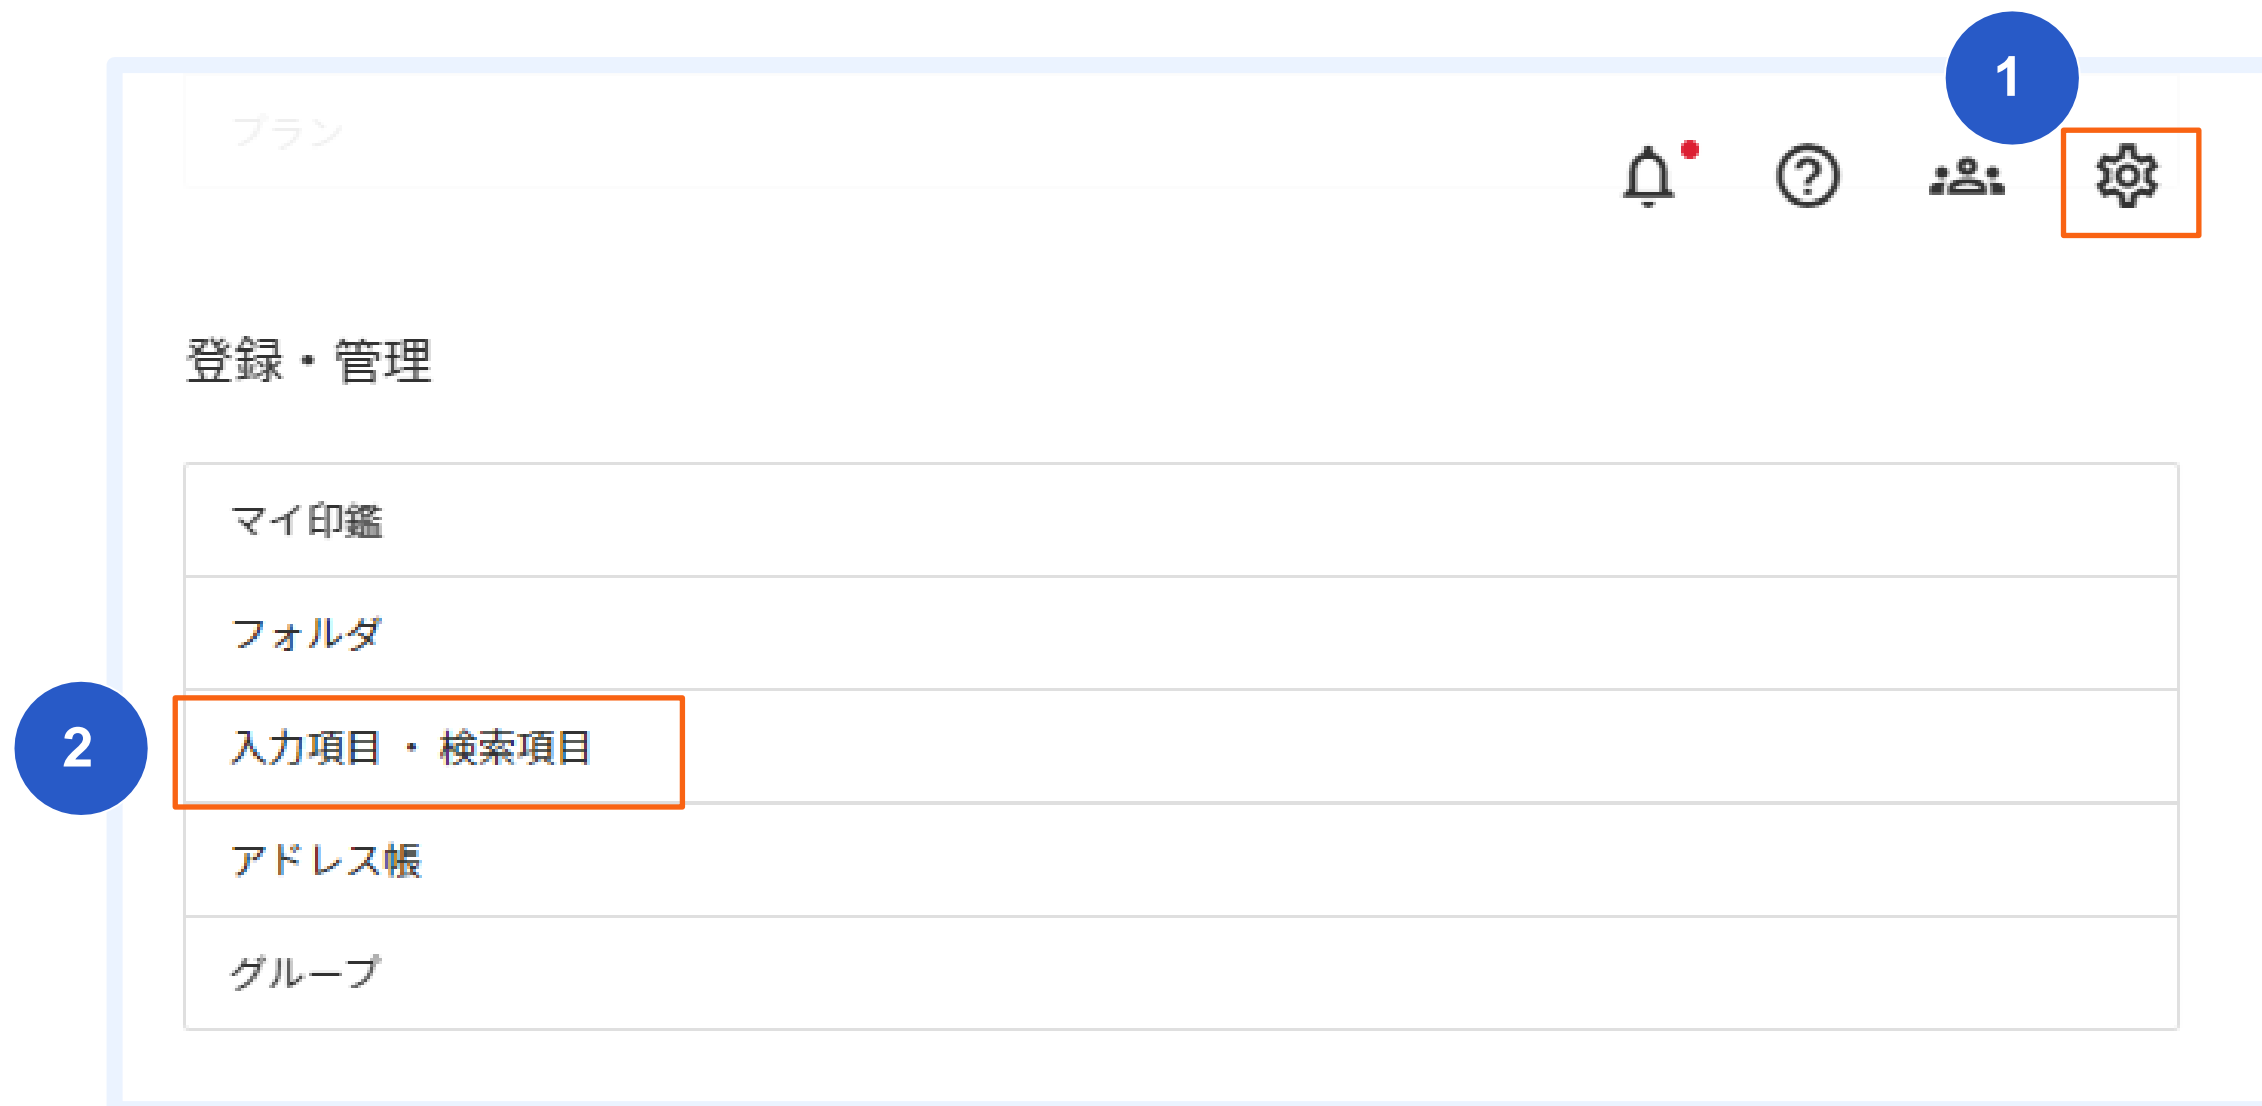 1
プラン
登録・管理
マイ印鑑
フォルダ
2
入力項目 ・ 検索項目
アドレス帳
グループ